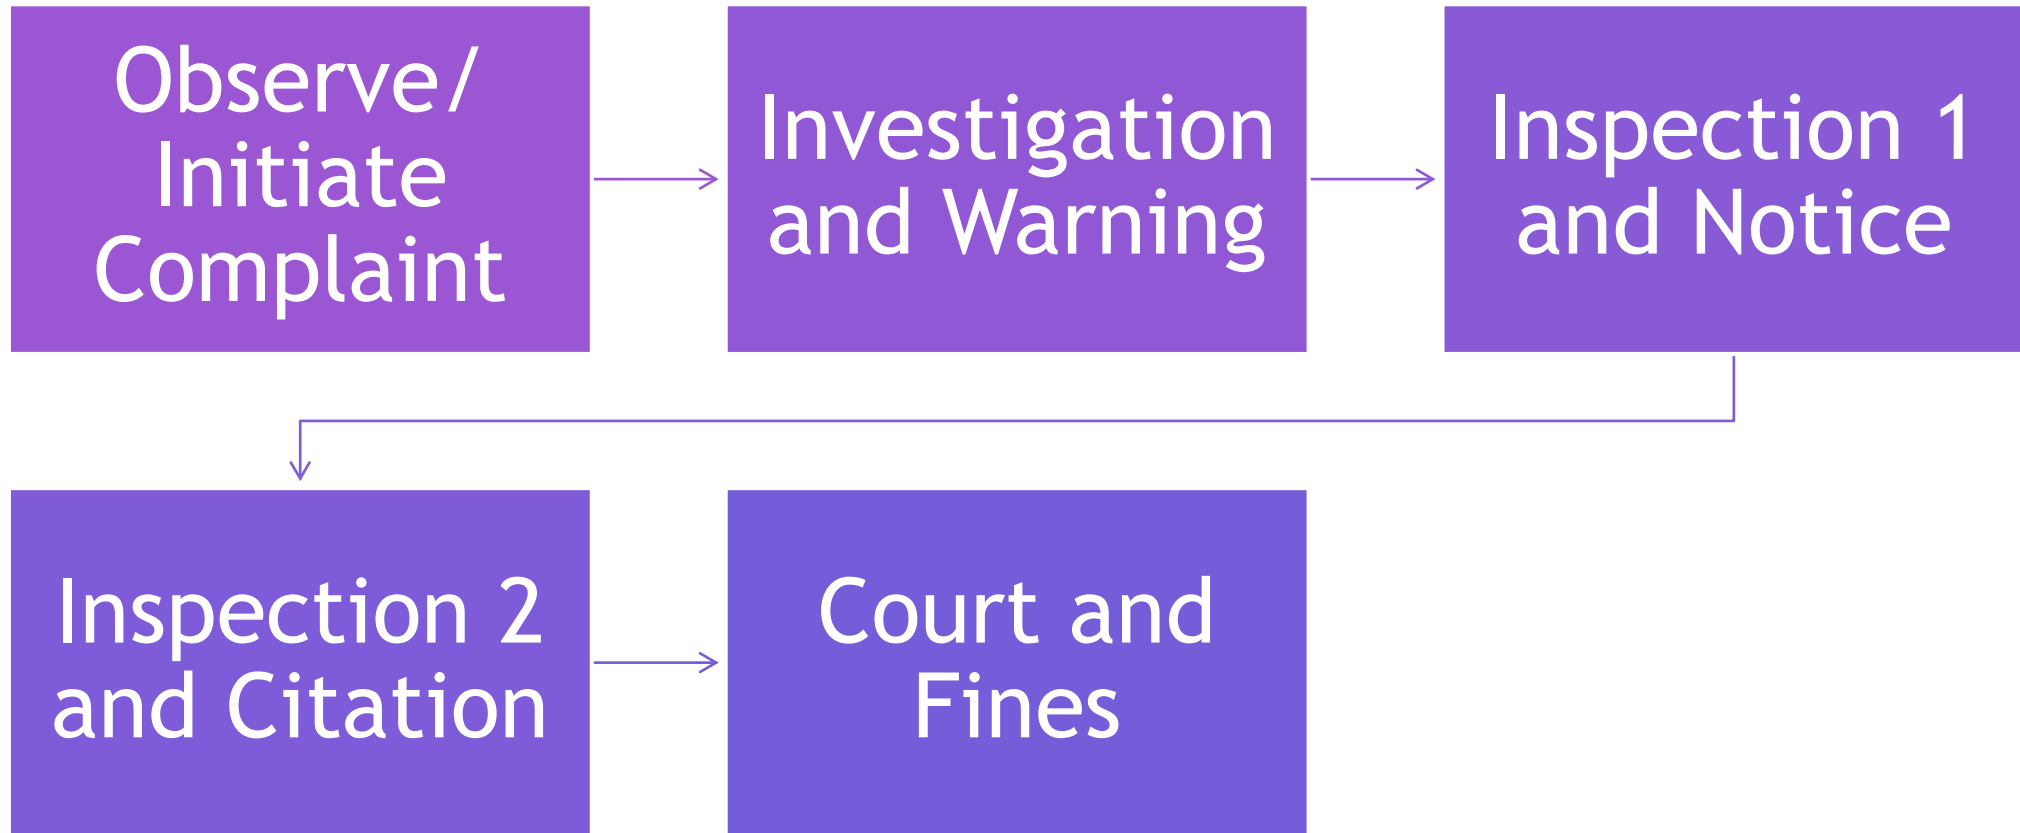 Observe/
Initiate
Complaint
Investigation
and Warning
Inspection 1
and Notice
Inspection 2
and Citation
Court and
Fines